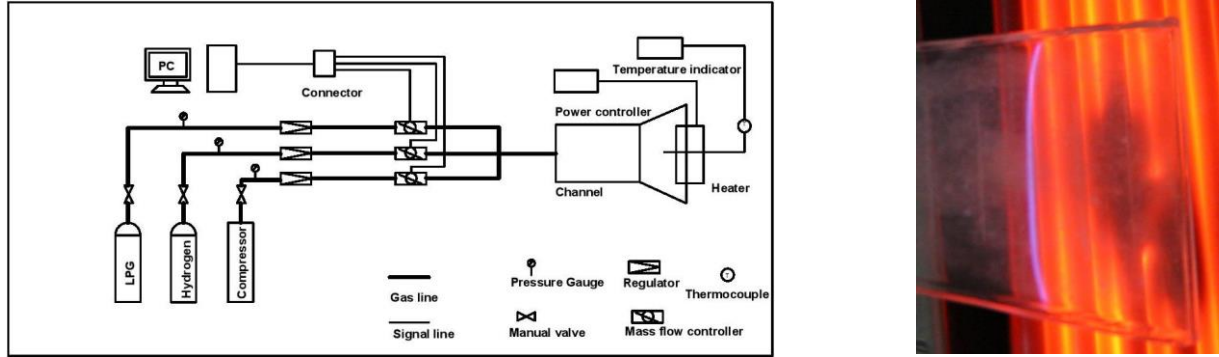 PC
Connector
Temperature indicator
Power controller
Channel
Heater
LPG
Hydrogen
Compressor
Gas line
Pressure Gauge
Regulator
Thermocouple
Signal line
Manual valve
Mass flow controller